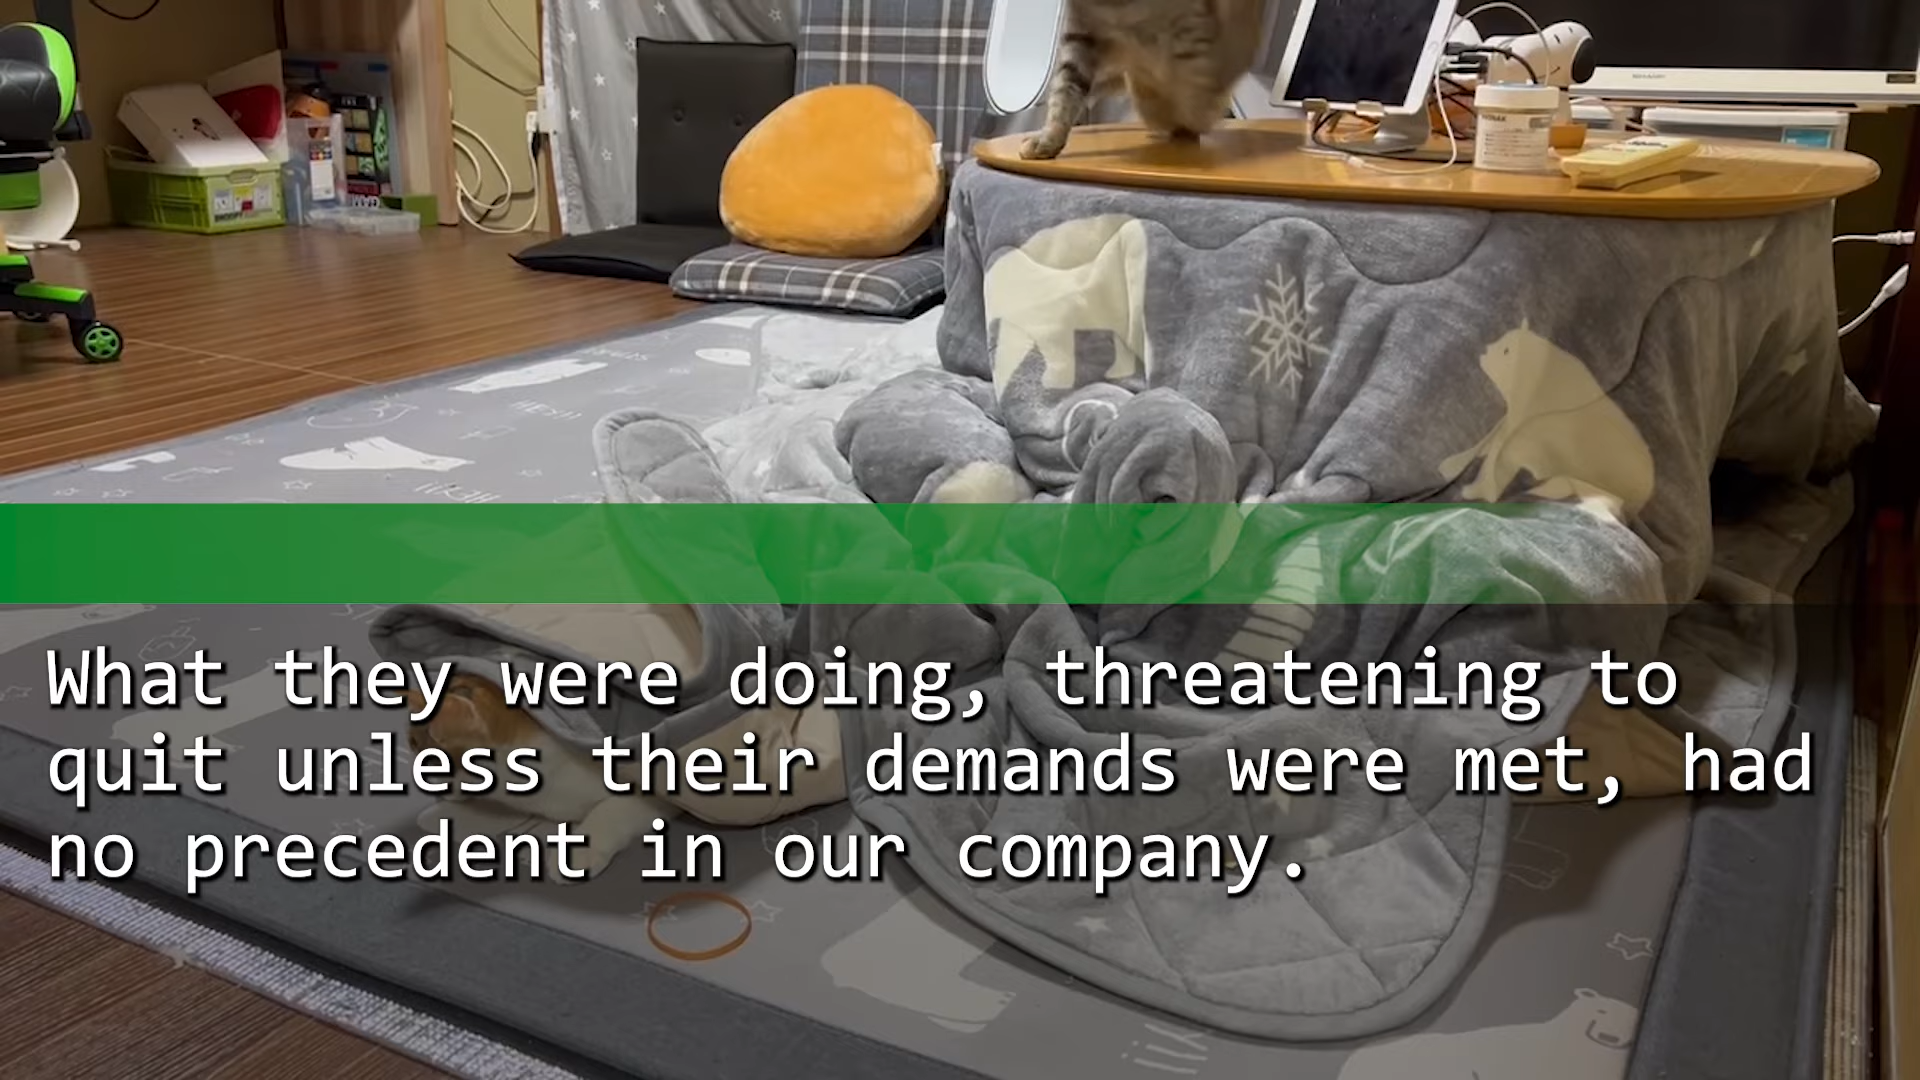 What they were doing, threatening to
quit unless their demands were met, had
no precedent in our company.